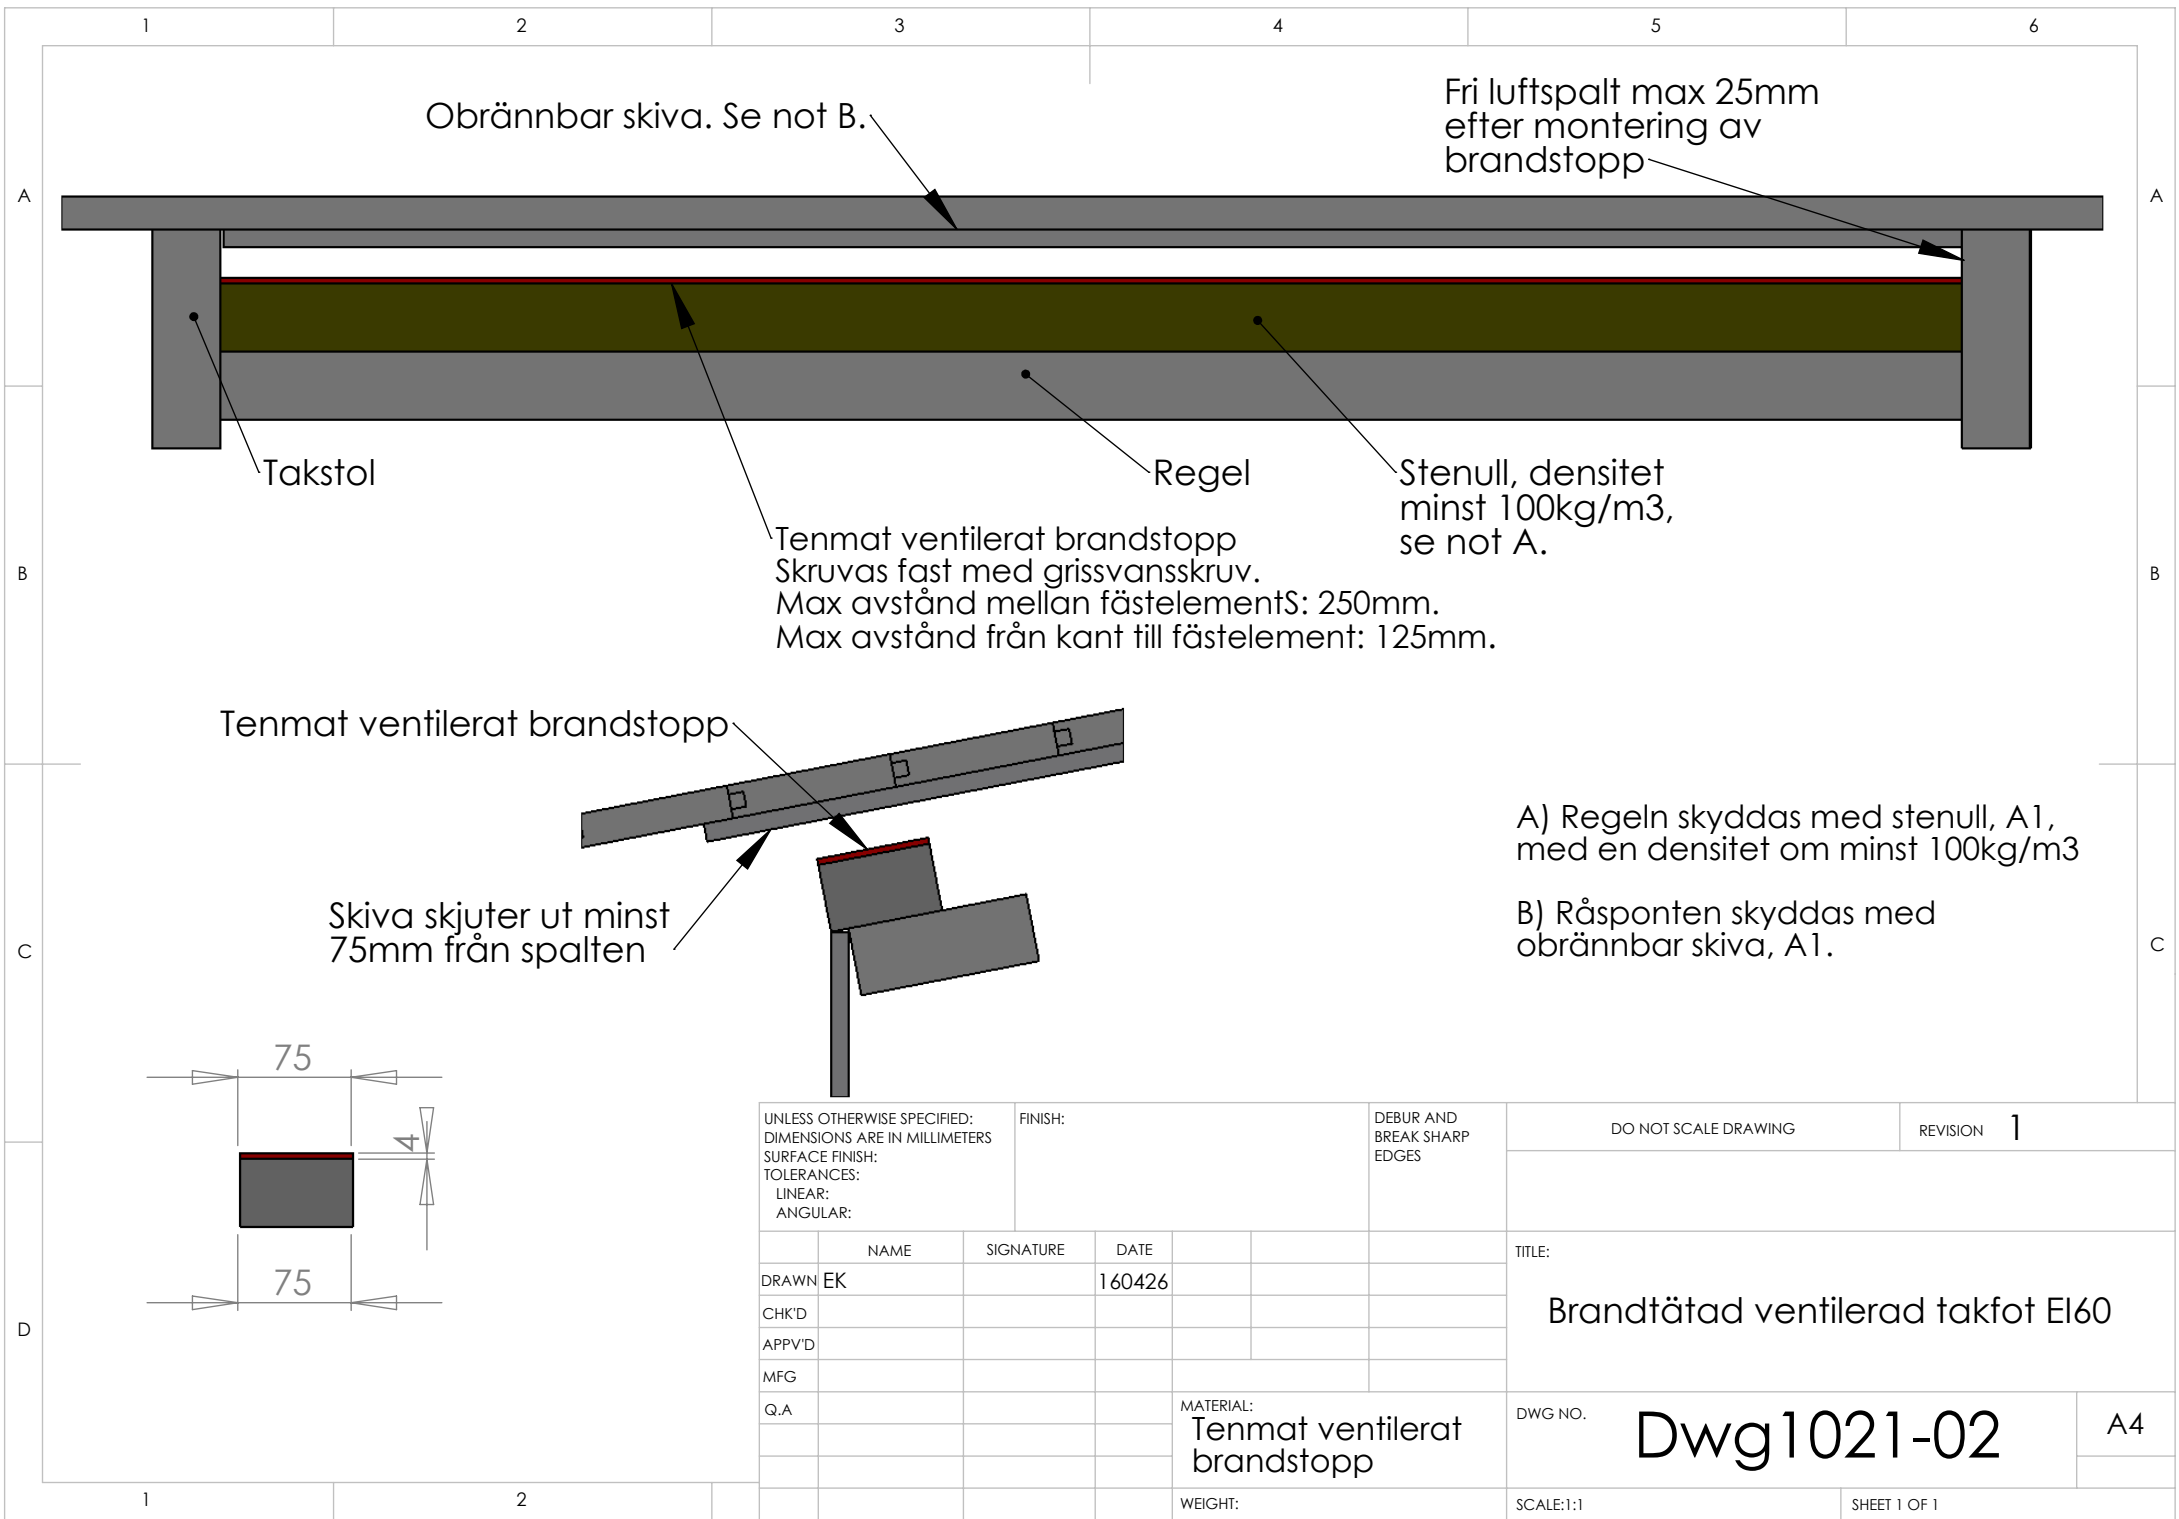 1
2
3
4
5
6
Obrännbar skiva. Se not B.
Fri luftspalt max 25mm
efter montering av
brandstopp
A
A
Takstol
Regel
Stenull, densitet
minst 100kg/m3,
se not A.
Tenmat ventilerat brandstopp
Skruvas fast med grissvansskruv.
Max avstånd mellan fästelementS: 250mm.
Max avstånd från kant till fästelement: 125mm.
B
B
Tenmat ventilerat brandstopp
Skiva skjuter ut minst
75mm från spalten
A) Regeln skyddas med stenull, A1,
med en densitet om minst 100kg/m3
B) Råsponten skyddas med
obrännbar skiva, A1.
C
C
75
4
75
D
UNLESS OTHERWISE SPECIFIED:
DIMENSIONS ARE IN MILLIMETERS
SURFACE FINISH:
TOLERANCES:
LINEAR:
ANGULAR:
FINISH:
DEBUR AND
BREAK SHARP
EDGES
DO NOT SCALE DRAWING
REVISION 1
NAME
SIGNATURE
DATE
DRAWN EK 160426
CHK'D
APPV'D
MFG
Q.A
TITLE:
Brandtätad ventilerad takfot EI60
MATERIAL:
Tenmat ventilerat
brandstopp
DWG NO.
Dwg1021-02
A4
WEIGHT:
SCALE:1:1
SHEET 1 OF 1
1
2